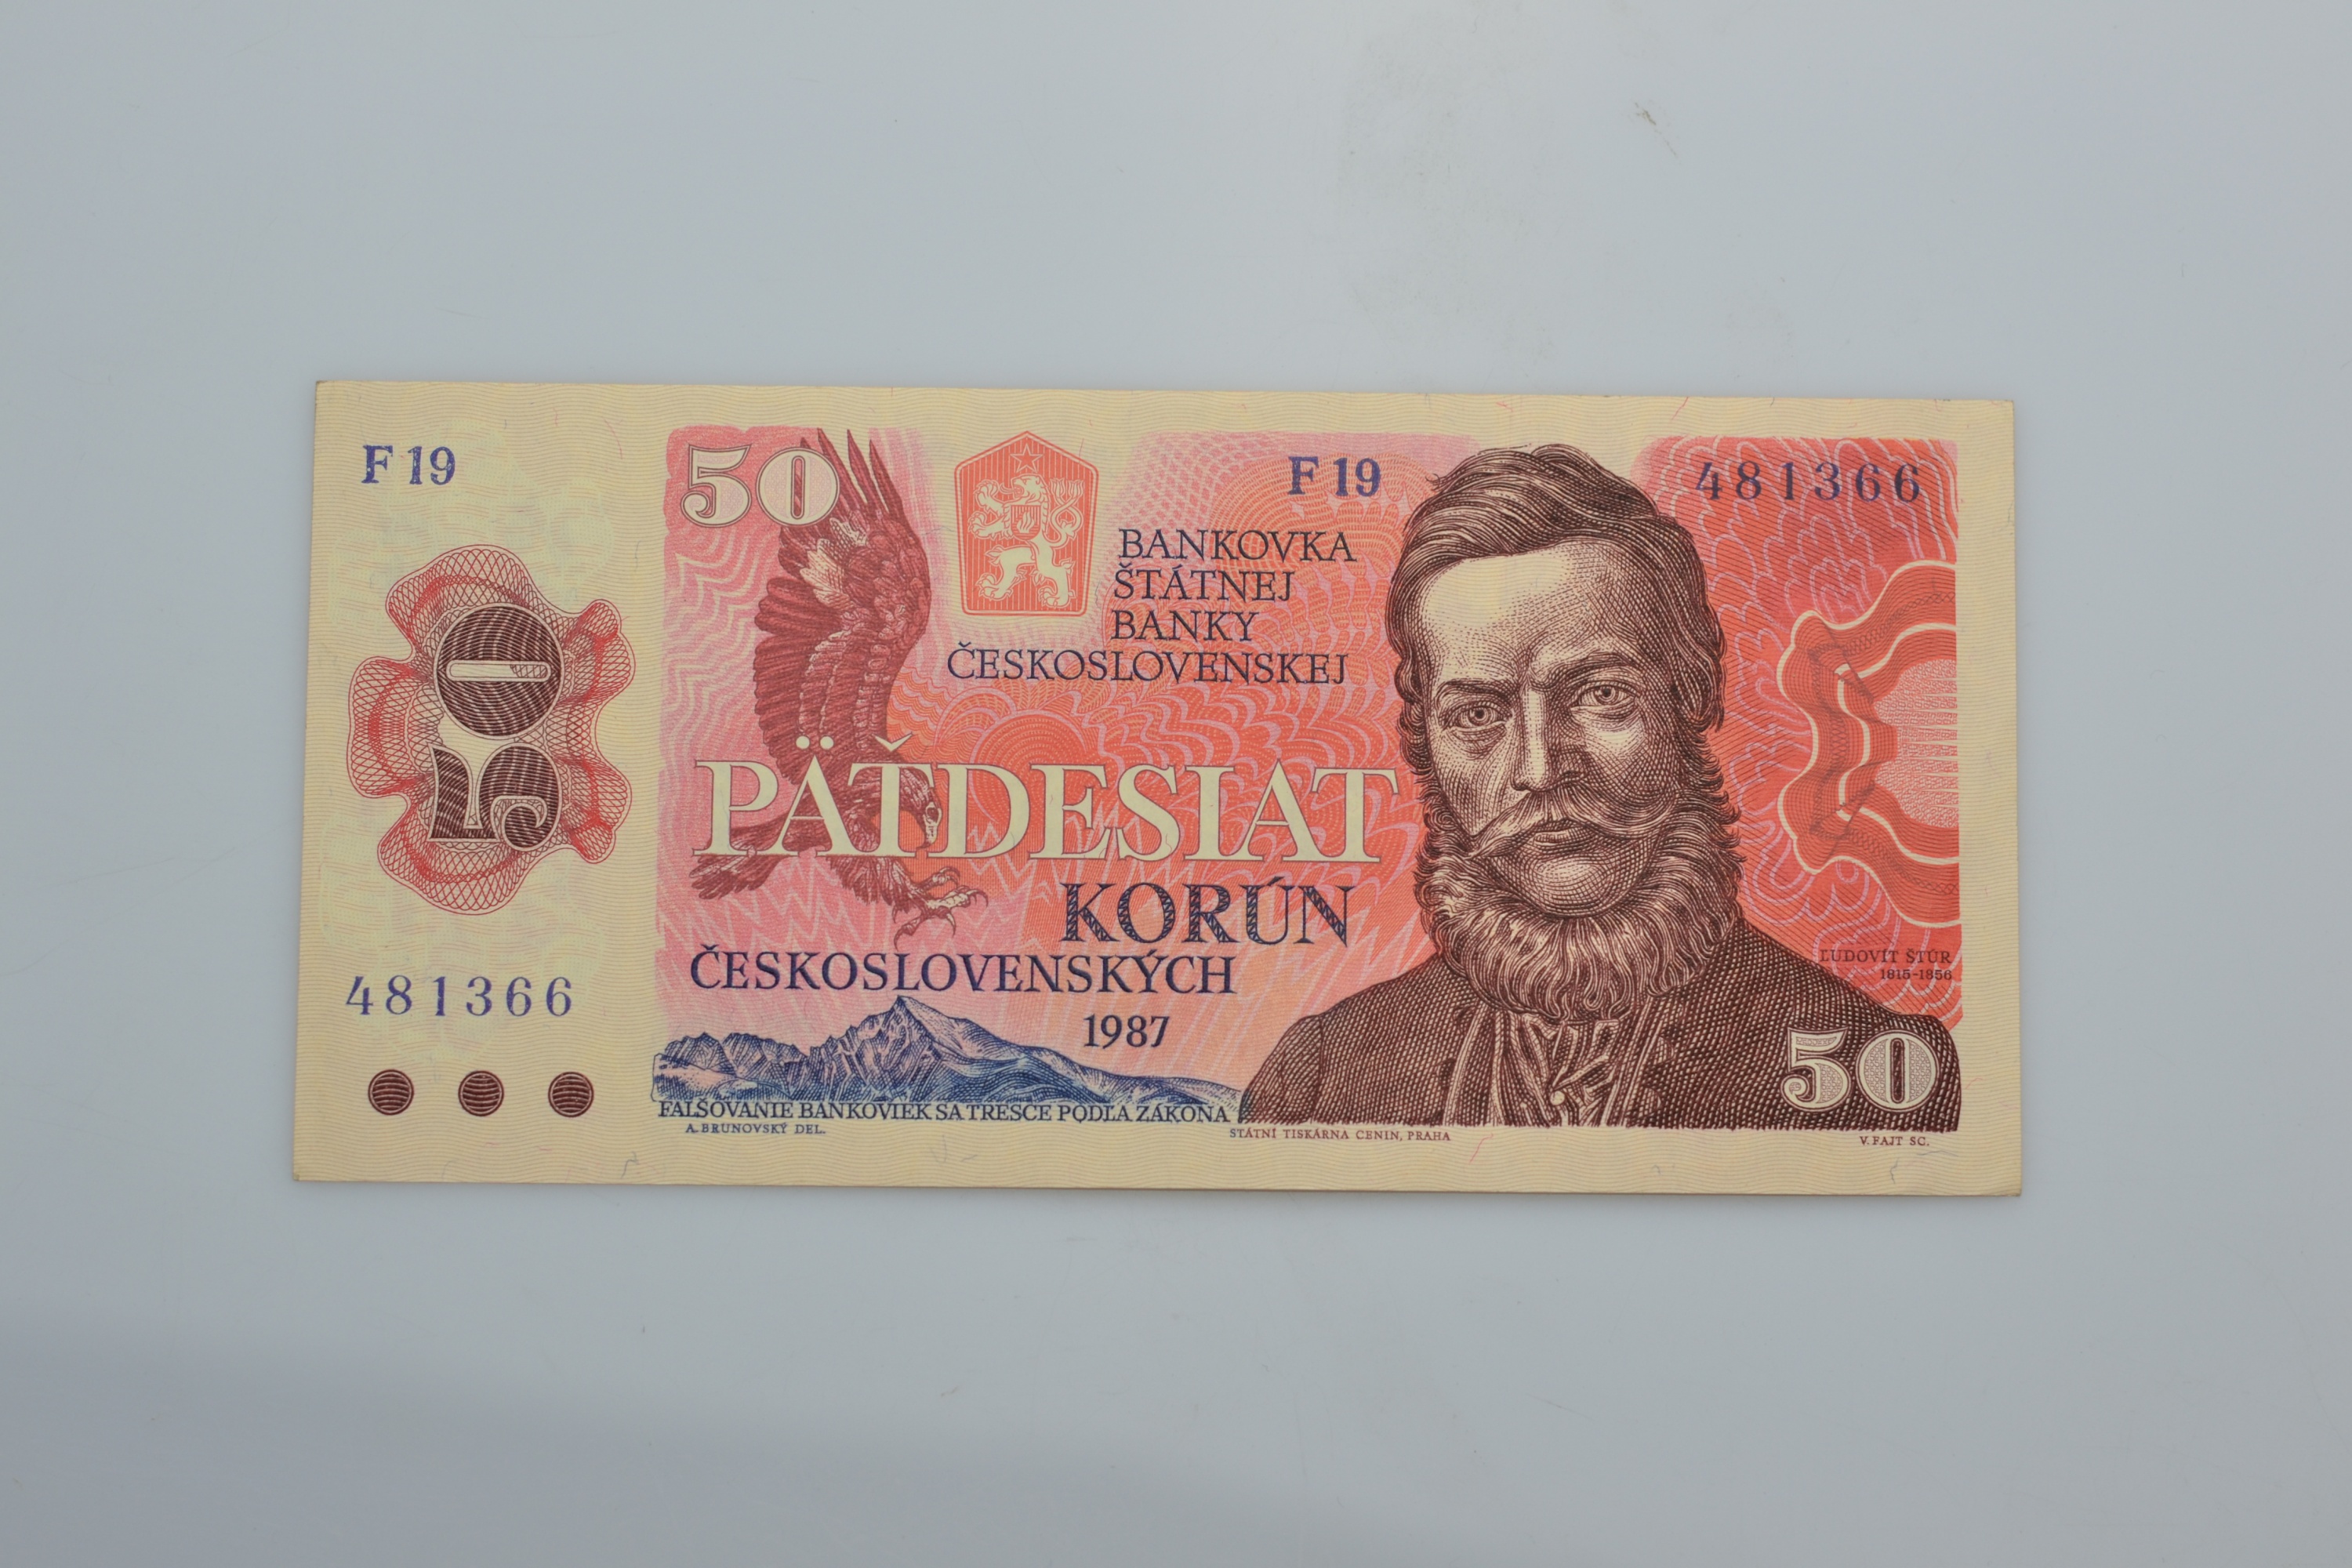 F 19
50
F 19
481366
BANKOVKA
ŠTÁTNEJ
BANKY
ČESKOSLOVENSKEJ
50
PÄŤDESIAT
KORÚN
ČESKOSLOVENSKÝCH
1987
ĽUDOVÍT ŠTÚR
1815-1856
481366
50
FALŠOVANIE BANKOVIEK SA TRESCE PODĽA ZÁKONA
A. BRUNOVSKÝ DEL.
STÁTNÍ TISKÁRNA CENIN, PRAHA
V. FAJT SC.